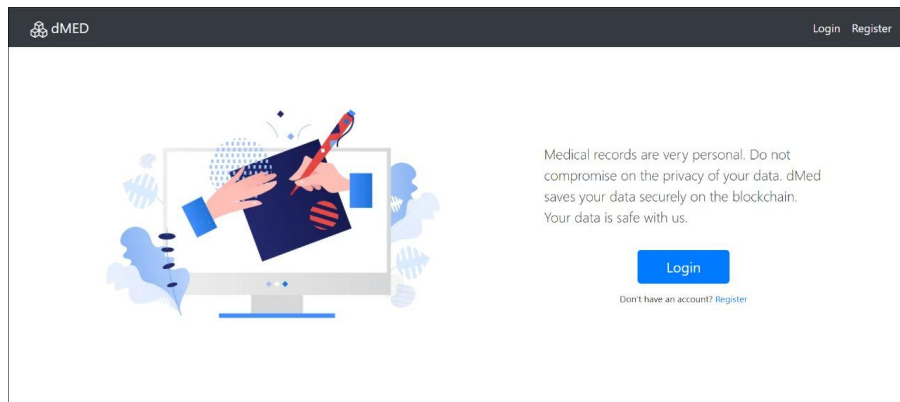 dMED
Login Register
Medical records are very personal. Do not
compromise on the privacy of your data. dMed
saves your data securely on the blockchain.
Your data is safe with us.
Login
Don't have an account? Register